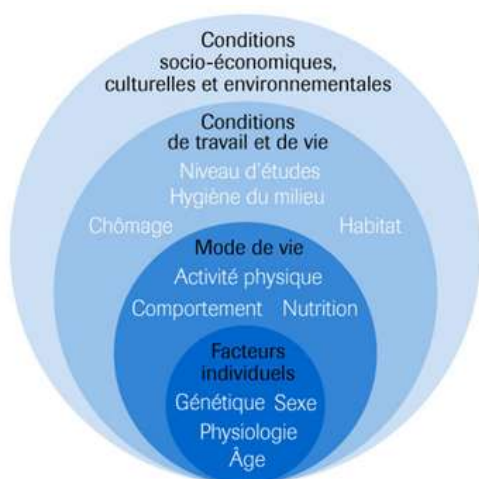 Conditions
socio-économiques,
culturelles et environnementales
Conditions
de travail et de vie
Niveau d'études
Hygiène du milieu
Chômage Habitat
Mode de vie
Activité physique
Comportement Nutrition
Facteurs
individuels
Génétique Sexe
Physiologie
Âge